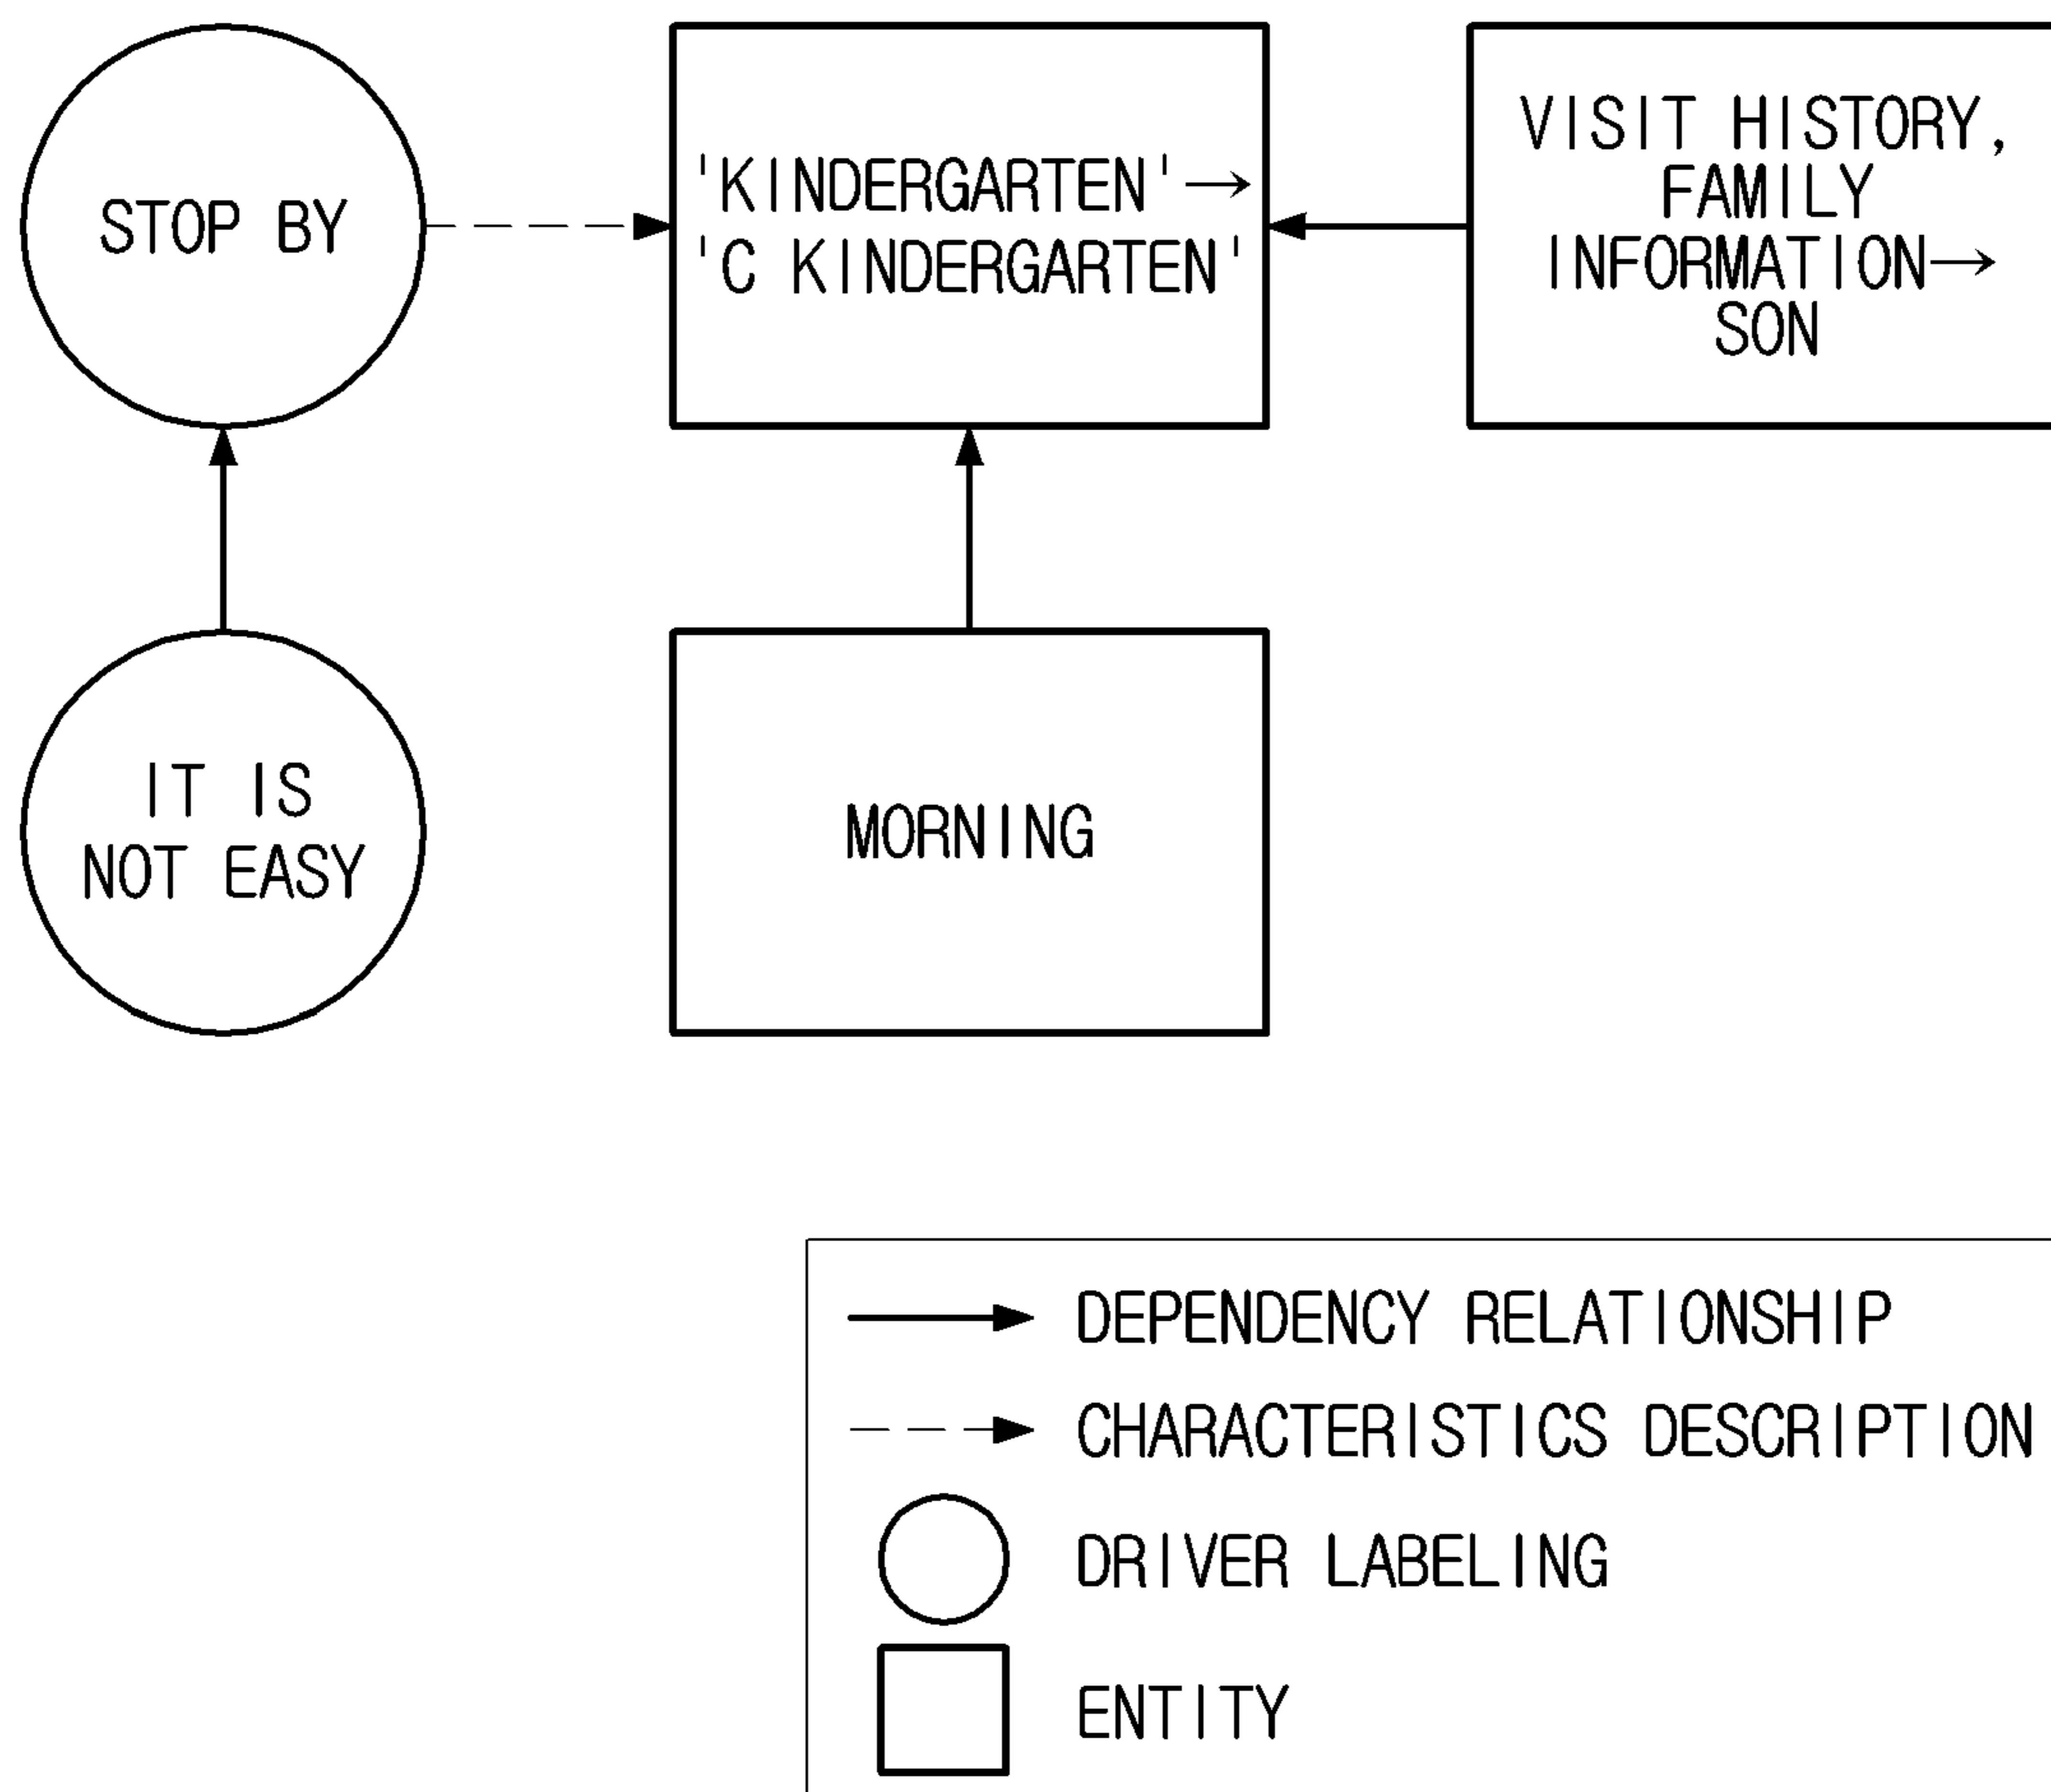 STOP BY
'KINDERGARTEN'→
'C KINDERGARTEN'
VISIT HISTORY,
FAMILY
INFORMATION→
SON
IT IS
NOT EASY
MORNING
DEPENDENCY RELATIONSHIP
CHARACTERISTICS DESCRIPTION
DRIVER LABELING
ENTITY